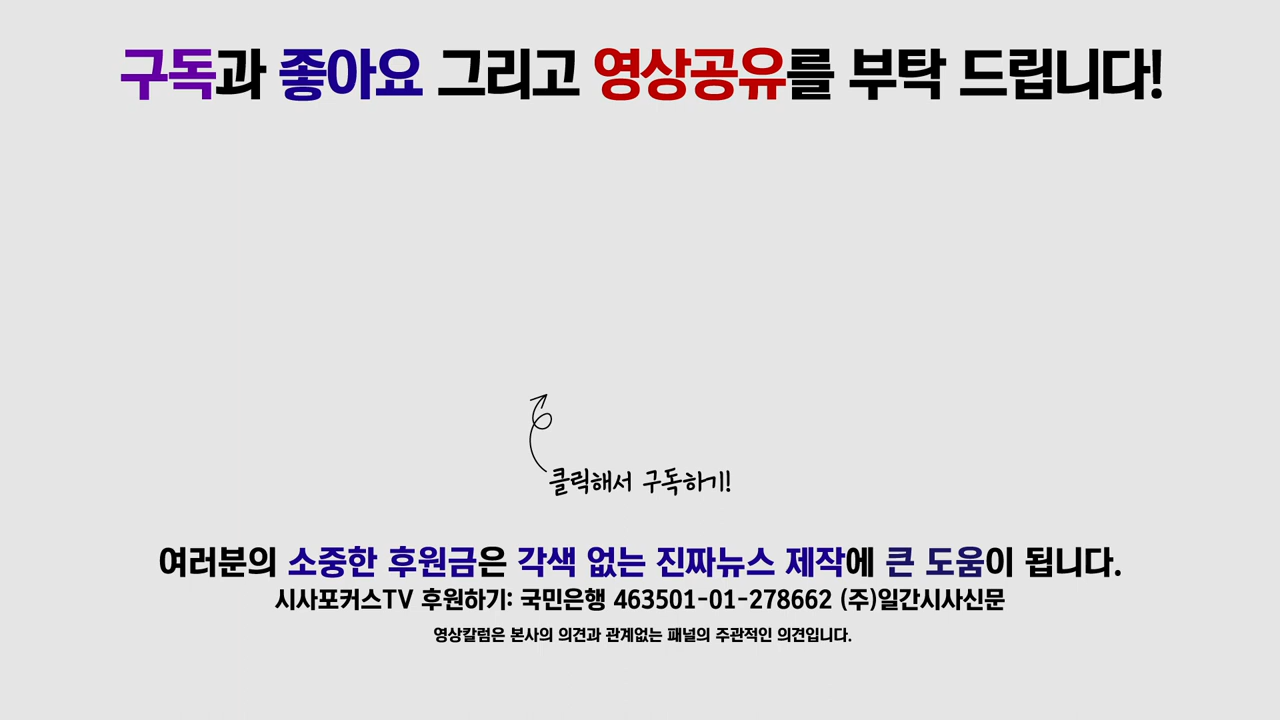 구독과 좋아요 그리고 영상공유를 부탁 드립니다!
클릭해서 구독하기!
여러분의 소중한 후원금은 각색 없는 진짜뉴스 제작에 큰 도움이 됩니다.
시사포커스TV 후원하기: 국민은행 463501-01-278662 (주)일간시사신문
영상칼럼은 본사의 의견과 관계없는 패널의 주관적인 의견입니다.